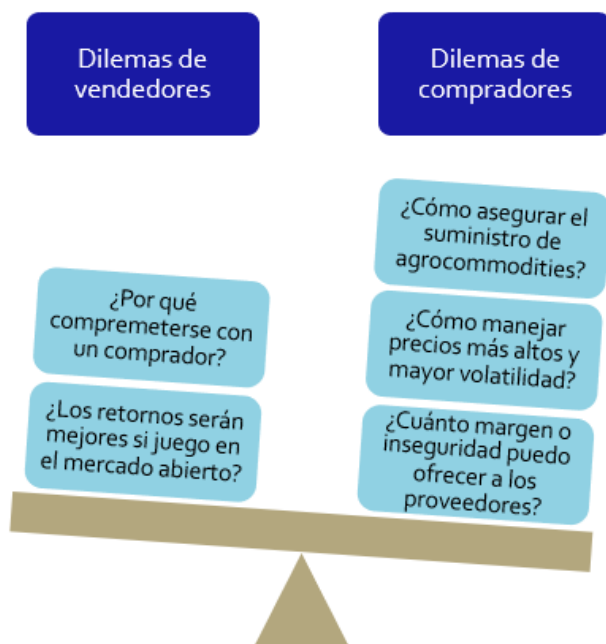 Dilemas de
vendedores
Dilemas de
compradores
¿Por qué
compremeterse con
un comprador?
¿Los retornos serán
mejores si juego en
el mercado abierto?
¿Cómo asegurar el
suministro de
agrocommodities?
¿Cómo manejar
precios más altos y
mayor volatilidad?
¿Cuánto margen o
inseguridad puedo
ofrecer a los
proveedores?